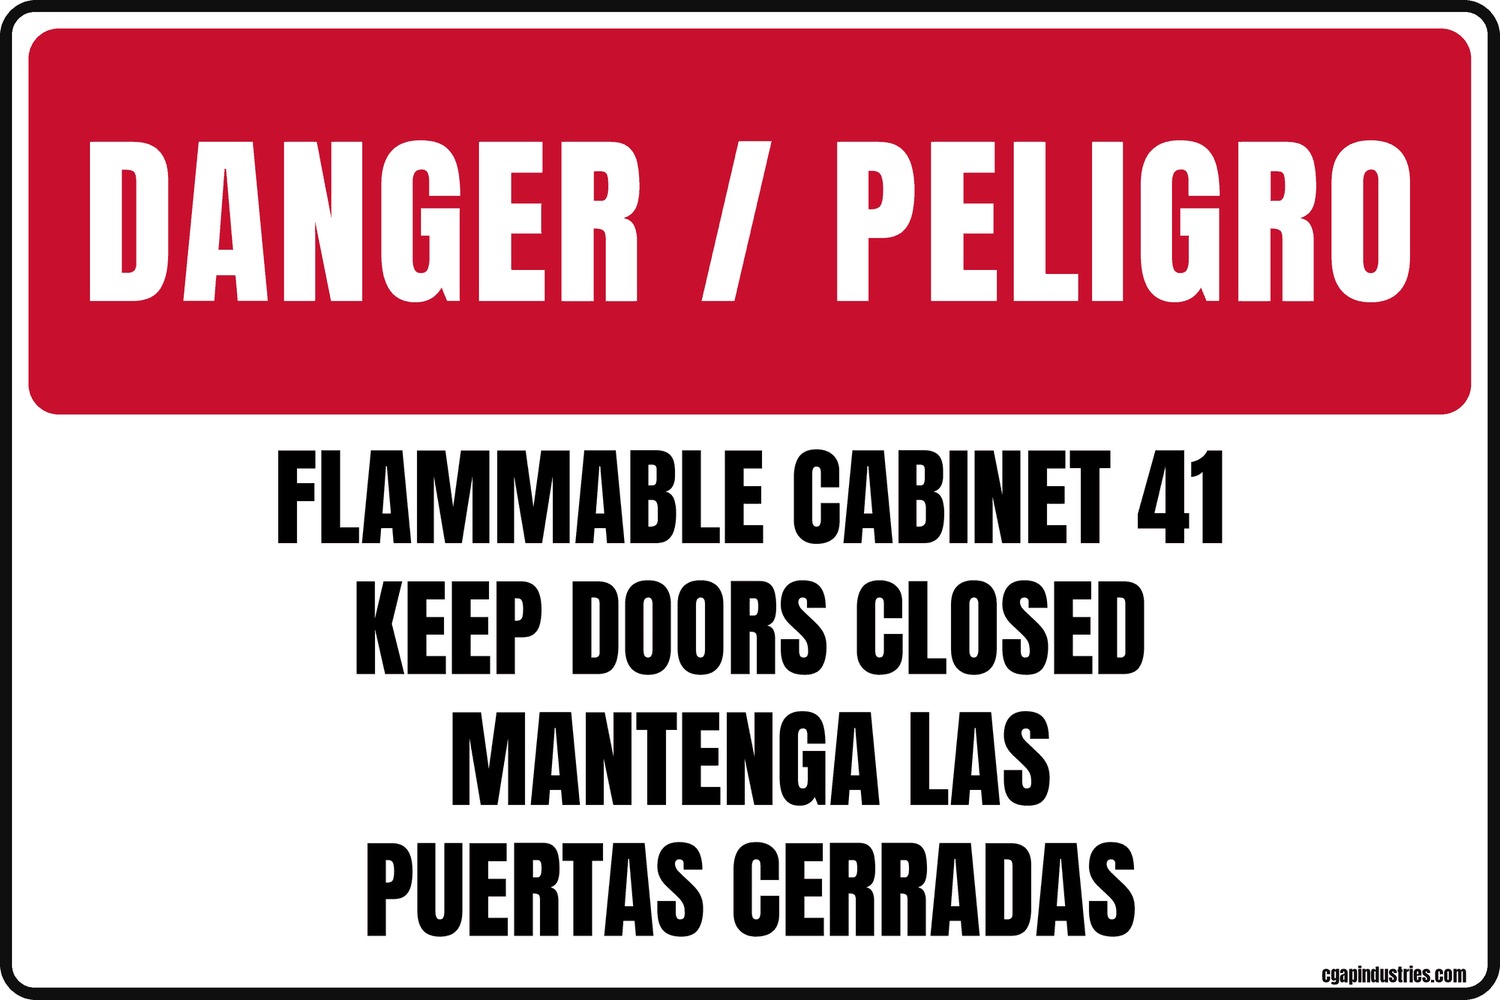 DANGER / PELIGRO
FLAMMABLE CABINET 41
KEEP DOORS CLOSED
MANTENGA LAS
PUERTAS CERRADAS
cgapindustries.com